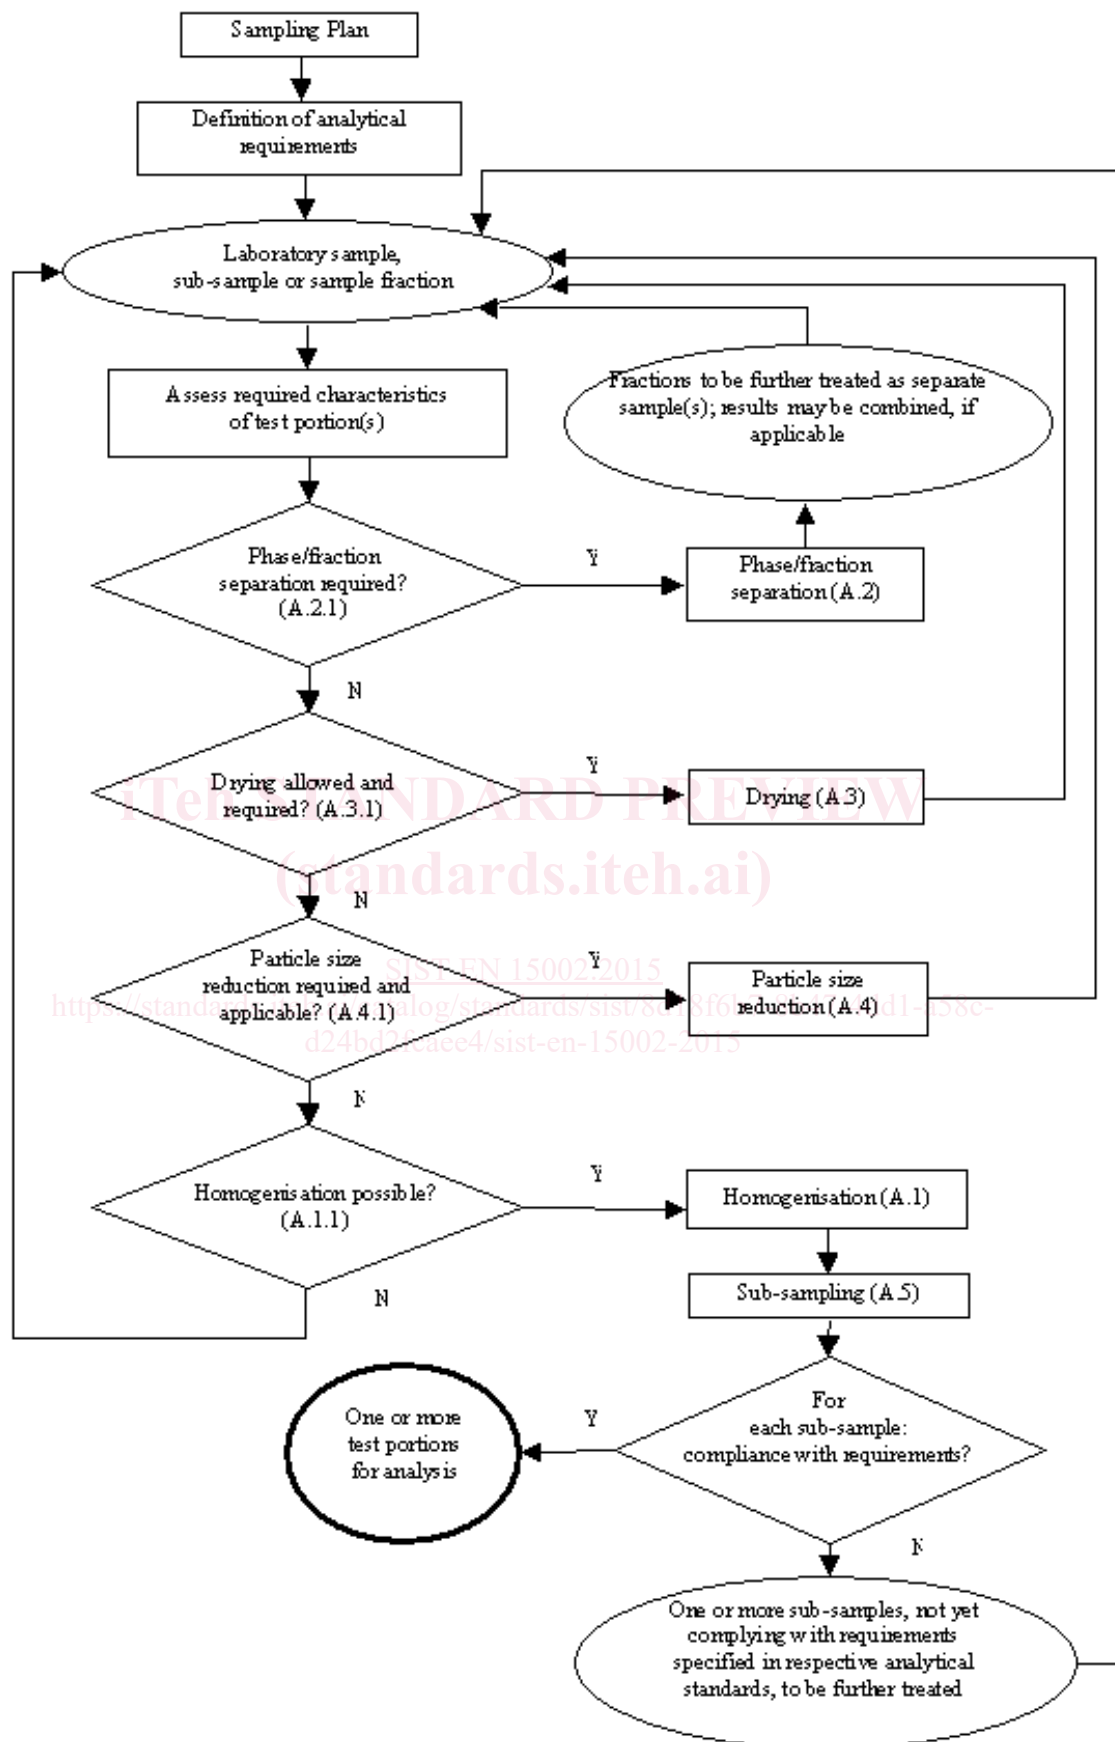 Sampling Plan
Definition of analytical
requirements
Laboratory sample,
sub-sample or sample fraction
Assess required characteristics
of test portion(s)
Fractions to be further treated as separate
sample(s); results may be combined, if
applicable
Phase/fraction
separation required?
(A.2.1)
Y
Phase/fraction
separation (A.2)
N
Drying allowed and
required? (A.3.1)
Y
Drying (A.3)
iTeh STANDARD PREVIEW
(standards.iteh.ai)
N
Particle size
reduction required and
applicable? (A.4.1)
Y
Particle size
reduction (A.4)
SIST EN 15002:2015
d24bd2fcaee4/sist-en-15002-2015
N
Homogenisation possible?
(A.1.1)
Y
Homogenisation (A.1)
N
Sub-sampling (A.5)
For
each sub-sample:
compliance with requirements?
Y
One or more
test portions
for analysis
N
One or more sub-samples, not yet
complying with requirements
specified in respective analytical
standards, to be further treated